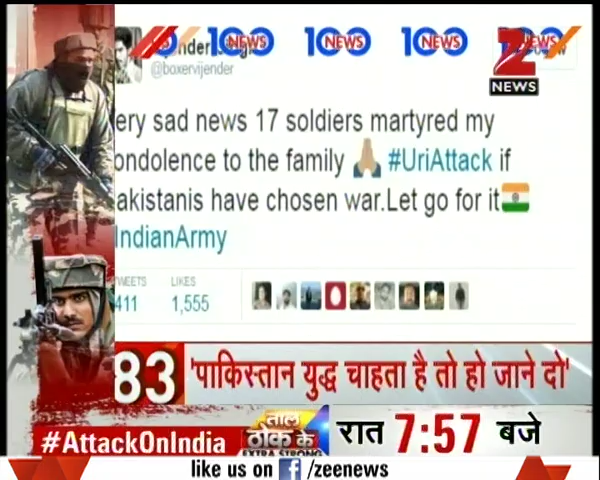 100 NEWS 100 NEWS 100 NEWS NEWS
Z
NEWS
@boxervijender
ery sad news 17 soldiers martyred my
ondolence to the family 🙏 #UriAttack if
akistanis have chosen war.Let go for it🇮🇳
IndianArmy
WEETS LIKES
411 1,555
83 'पाकिस्तान युद्ध चाहता है तो हो जाने दो'
#AttackOnIndia ताल ठोक के EXTRA STRONG रात 7:57 बजे
like us on f /zeenews